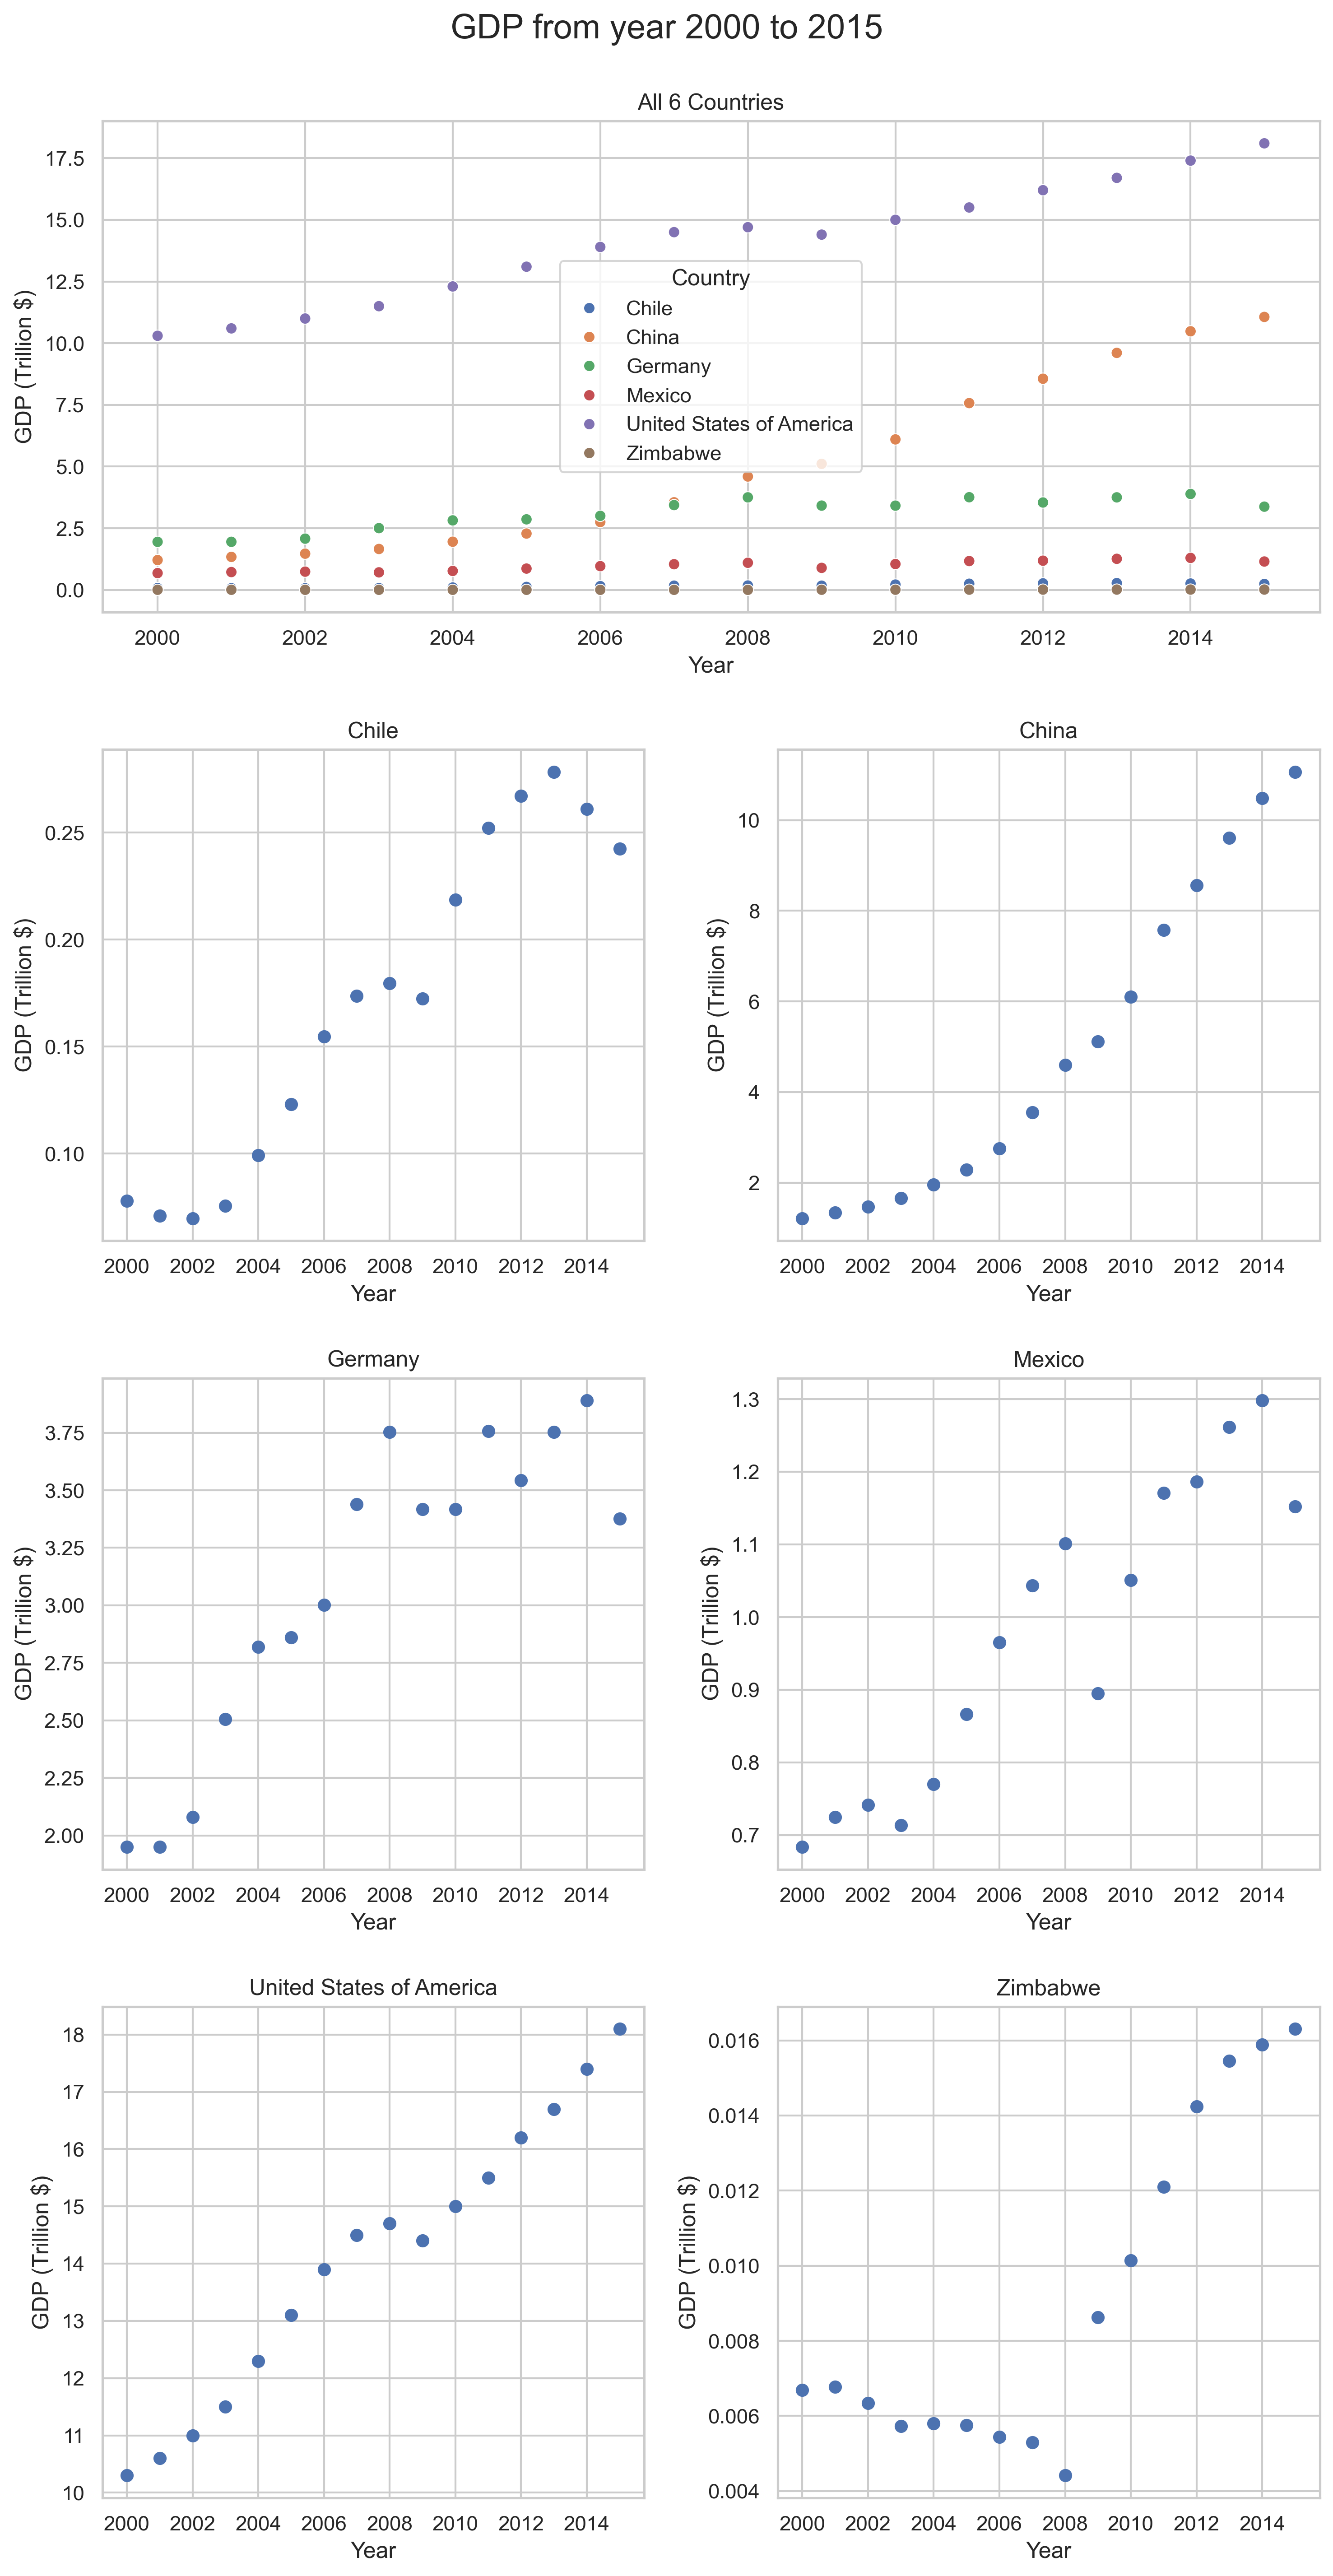 GDP from year 2000 to 2015
All 6 Countries
GDP (Trillion $)
17.5
15.0
12.5
10.0
7.5
5.0
2.5
0.0
Country
Chile
China
Germany
Mexico
United States of America
Zimbabwe
2000 2002 2004 2006 2008 2010 2012 2014
Year
Chile
GDP (Trillion $)
0.25
0.20
0.15
0.10
2000 2002 2004 2006 2008 2010 2012 2014
Year
China
GDP (Trillion $)
10
8
6
4
2
2000 2002 2004 2006 2008 2010 2012 2014
Year
Germany
GDP (Trillion $)
3.75
3.50
3.25
3.00
2.75
2.50
2.25
2.00
2000 2002 2004 2006 2008 2010 2012 2014
Year
Mexico
GDP (Trillion $)
1.3
1.2
1.1
1.0
0.9
0.8
0.7
2000 2002 2004 2006 2008 2010 2012 2014
Year
United States of America
GDP (Trillion $)
18
17
16
15
14
13
12
11
10
2000 2002 2004 2006 2008 2010 2012 2014
Year
Zimbabwe
GDP (Trillion $)
0.016
0.014
0.012
0.010
0.008
0.006
0.004
2000 2002 2004 2006 2008 2010 2012 2014
Year